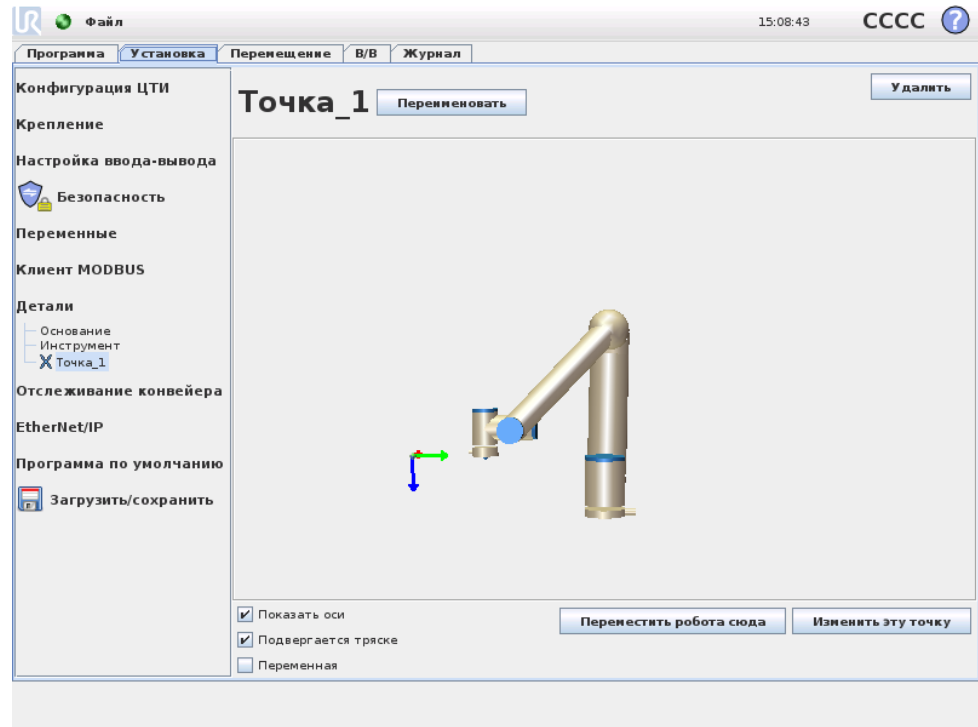 UR Файл 15:08:43 CCCC ?
Программа Установка Перемещение В/В Журнал
Конфигурация ЦТИ
Крепление
Настройка ввода-вывода
Безопасность
Переменные
Клиент MODBUS
Детали
Основание
Инструмент
Точка_1
Отслеживание конвейера
EtherNet/IP
Программа по умолчанию
Загрузить/сохранить
Точка_1 Переименовать Удалить
Показать оси
Подвергается тряске
Переменная
Переместить робота сюда Изменить эту точку